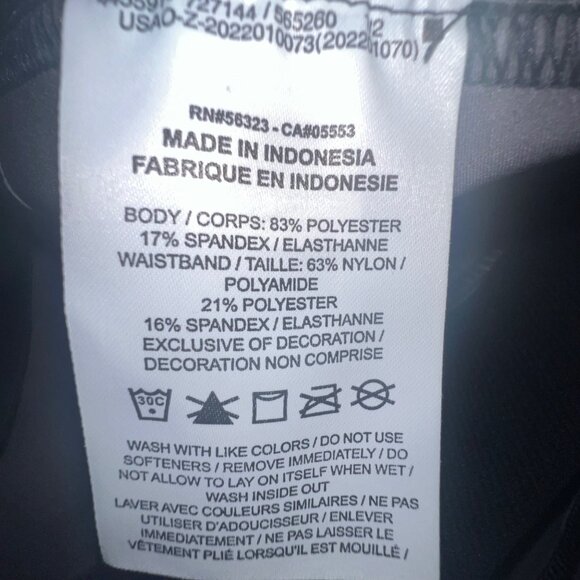 727144 / 865260 12
USAO-Z-2022010073(2022 1070)
RN#56323 - CA#05553
MADE IN INDONESIA
FABRIQUE EN INDONESIE
BODY / CORPS: 83% POLYESTER
17% SPANDEX / ELASTHANNE
WAISTBAND / TAILLE: 63% NYLON /
POLYAMIDE
21% POLYESTER
16% SPANDEX / ELASTHANNE
EXCLUSIVE OF DECORATION /
DECORATION NON COMPRISE
30C
WASH WITH LIKE COLORS / DO NOT USE
SOFTENERS / REMOVE IMMEDIATELY / DO
NOT ALLOW TO LAY ON ITSELF WHEN WET /
WASH INSIDE OUT
LAVER AVEC COULEURS SIMILAIRES / NE PAS
UTILISER D'ADOUCISSEUR / ENLEVER
IMMEDIATEMENT / NE PAS LAISSER LE
VÊTEMENT PLIÉ LORSQU'IL EST MOUILLÉ /